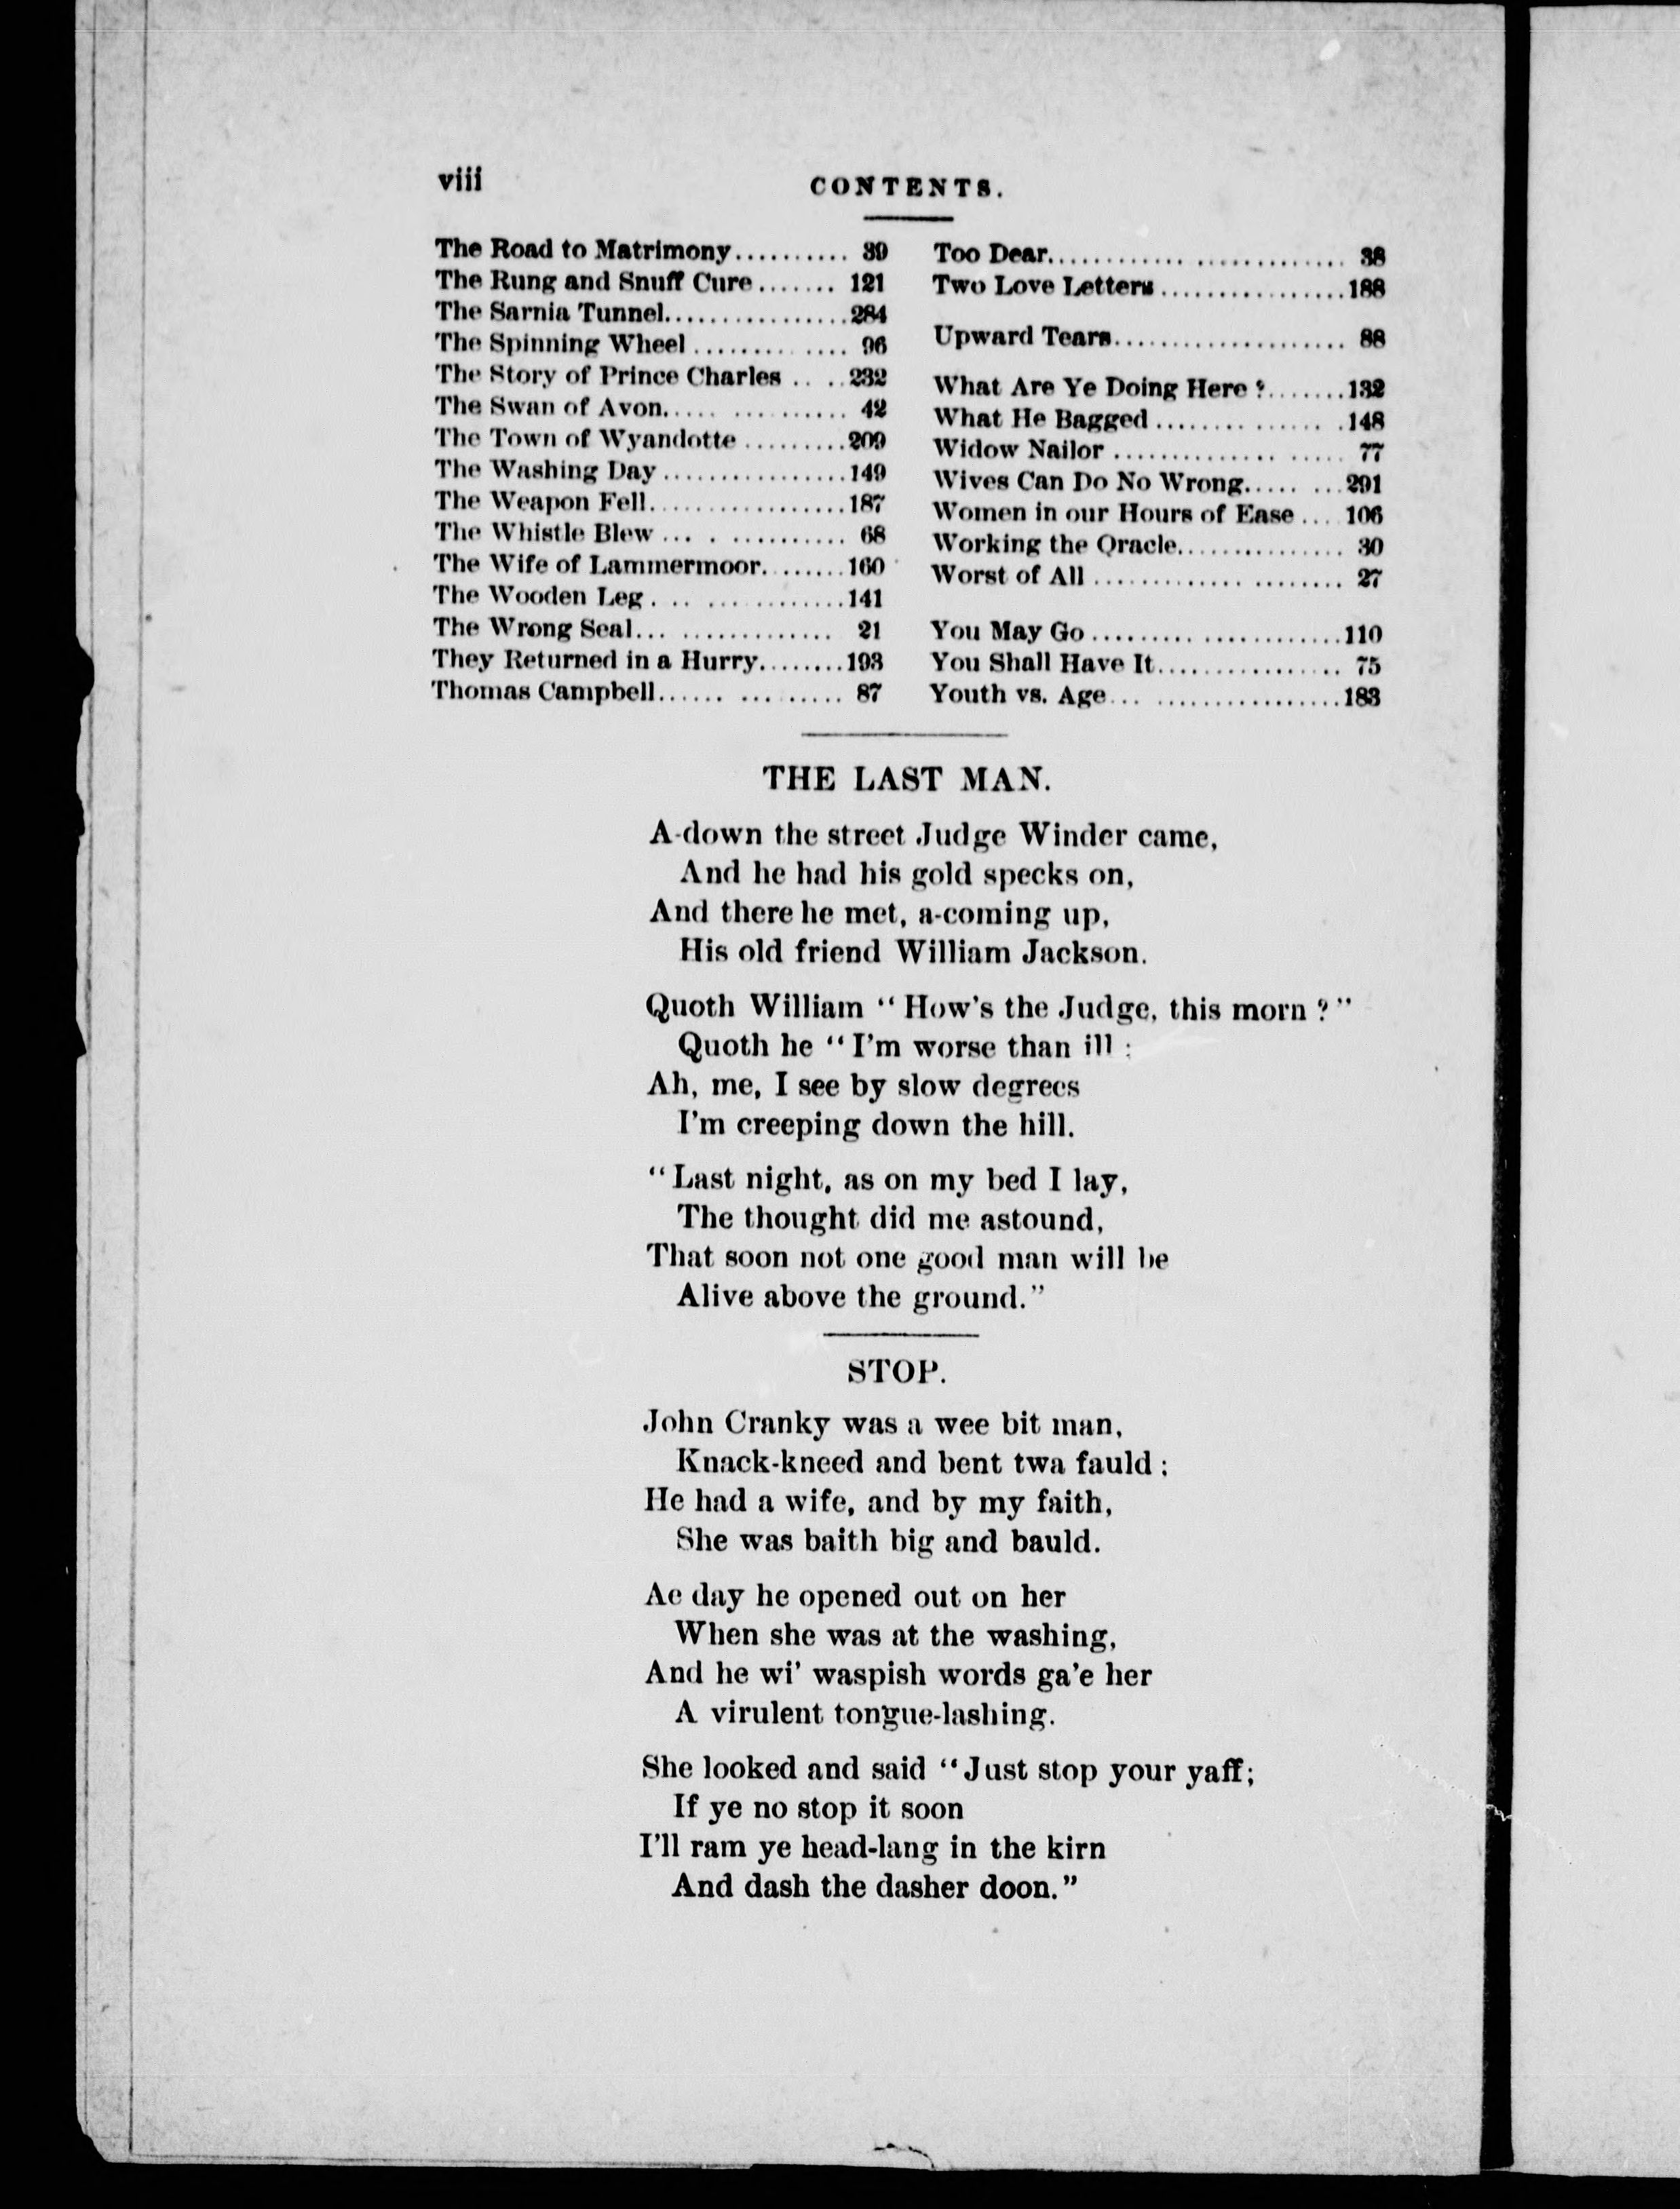 viii
CONTENTS.
The Road to Matrimony.......... 39
The Rung and Snuff Cure....... 121
The Sarnia Tunnel................284
The Spinning Wheel.............. 96
The Story of Prince Charles .. ..232
The Swan of Avon............... 42
The Town of Wyandotte.........209
The Washing Day................149
The Weapon Fell.................187
The Whistle Blew............... 68
The Wife of Lammermoor........160
The Wooden Leg................141
The Wrong Seal................ 21
They Returned in a Hurry........193
Thomas Campbell............... 87
Too Dear......................... 38
Two Love Letters................188
Upward Tears.................... 88
What Are Ye Doing Here?.......132
What He Bagged................148
Widow Nailor................... 77
Wives Can Do No Wrong........291
Women in our Hours of Ease.... 106
Working the Oracle............... 30
Worst of All..................... 27
You May Go.....................110
You Shall Have It................ 75
Youth vs. Age...................183
THE LAST MAN.
A-down the street Judge Winder came,
And he had his gold specks on,
And there he met, a-coming up,
His old friend William Jackson.
Quoth William "How's the Judge, this morn?"
Quoth he "I'm worse than ill:
Ah, me, I see by slow degrees
I'm creeping down the hill.
"Last night, as on my bed I lay,
The thought did me astound,
That soon not one good man will be
Alive above the ground."
STOP.
John Cranky was a wee bit man,
Knack-kneed and bent twa fauld;
He had a wife, and by my faith,
She was baith big and bauld.
Ae day he opened out on her
When she was at the washing,
And he wi' waspish words ga'e her
A virulent tongue-lashing.
She looked and said "Just stop your yaff;
If ye no stop it soon
I'll ram ye head-lang in the kirn
And dash the dasher doon."